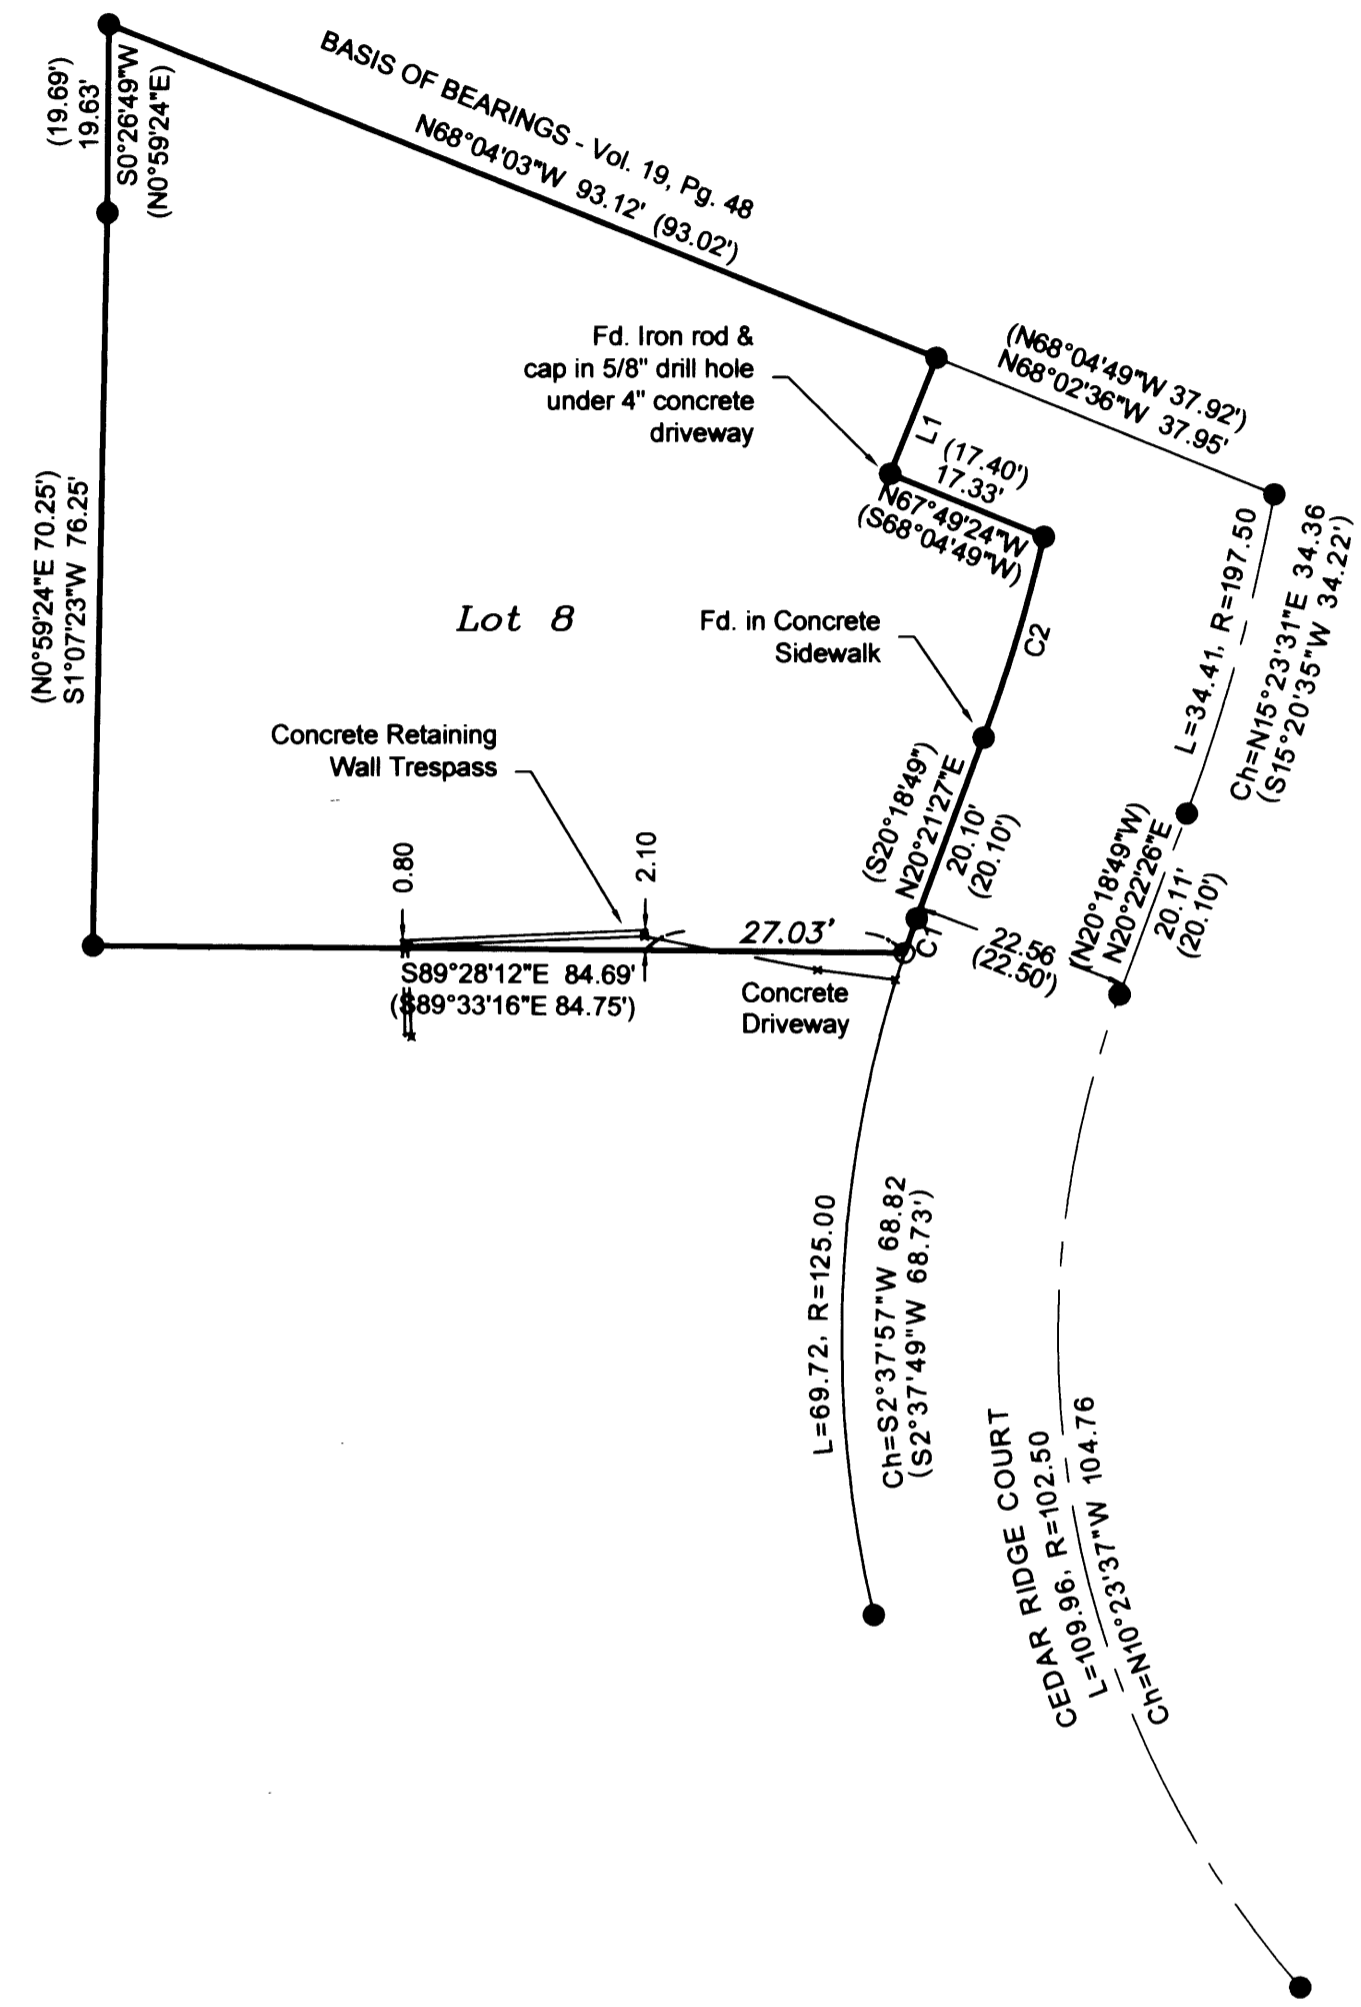 BASIS OF BEARINGS - Vol. 19, Pg. 48
N68°04'03"W 93.12' (93.02')
(19.69')
19.63'
S0°26'49"W
(N0°59'24"E)
Fd. Iron rod &
cap in 5/8" drill hole
under 4" concrete
driveway
(N68°04'49"W 37.92')
N68°02'36"W 37.95'
L1
(17.40')
17.33'
N67°49'24"W
(S68°04'49"W)
(N0°59'24"E 70.25')
S1°07'23"W 76.25'
Lot 8
Fd. in Concrete
Sidewalk
C2
L=34.41, R=197.50
Ch=N15°23'31"E 34.36
(S15°20'35"W 34.22')
Concrete Retaining
Wall Trespass
(S20°18'49")
N20°21'27"E
20.10'
(20.10')
(N20°18'49"W)
N20°22'26"E
20.11'
(20.10')
0.80
2.10
27.03'
C1
22.56
(22.50')
S89°28'12"E 84.69'
(S89°33'16"E 84.75')
Concrete
Driveway
L=69.72, R=125.00
Ch=S2°37'57"W 68.82
(S2°37'49"W 68.73')
CEDAR RIDGE COURT
L=109.96, R=102.50
Ch=N10°23'37"W 104.76